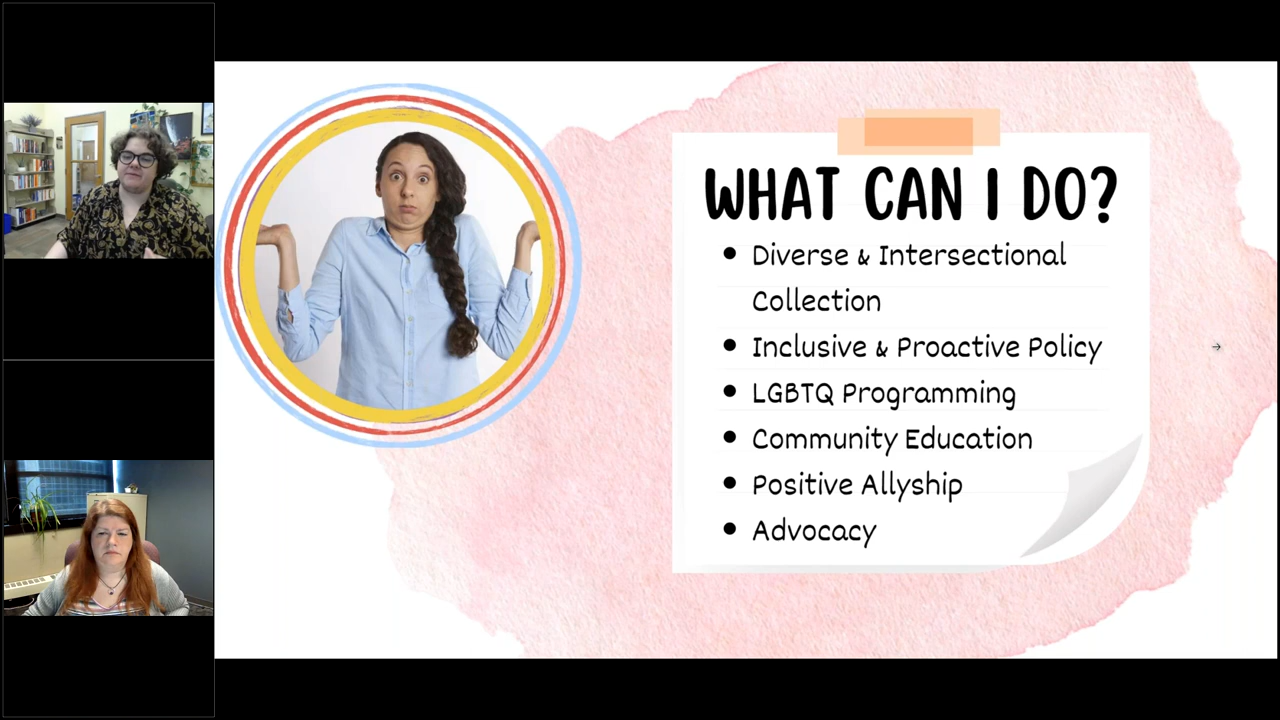 WHAT CAN I DO?
• Diverse & Intersectional
Collection
• Inclusive & Proactive Policy
• LGBTQ Programming
• Community Education
• Positive Allyship
• Advocacy